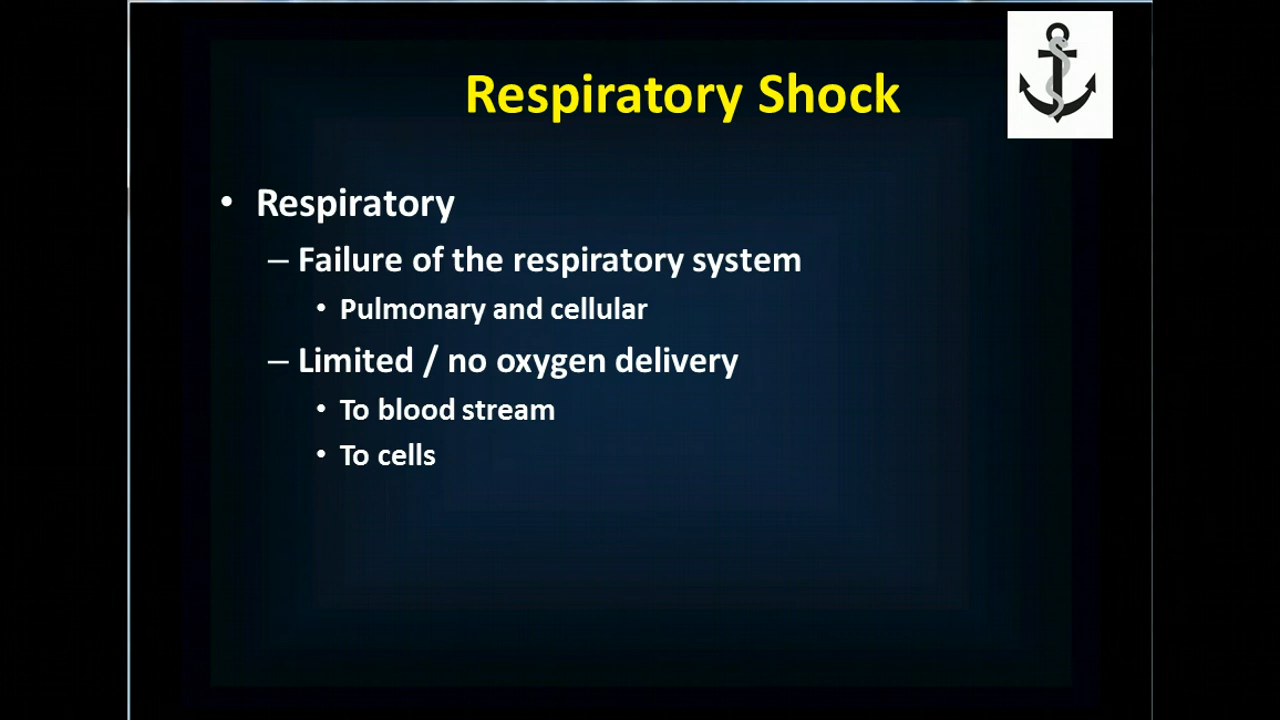 Respiratory Shock
• Respiratory
– Failure of the respiratory system
• Pulmonary and cellular
– Limited / no oxygen delivery
• To blood stream
• To cells